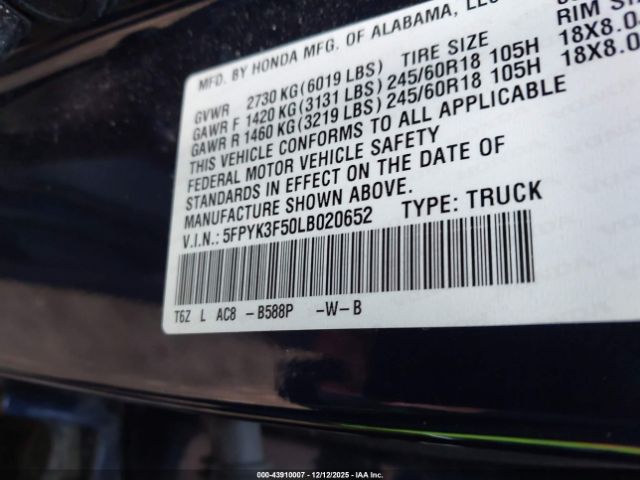 MFD. BY HONDA MFG. OF ALABAMA, LLC
GVWR 2730 KG(6019 LBS) TIRE SIZE RIM
GAWR F 1420 KG(3131 LBS) 245/60R18 105H 18X8.0
GAWR R 1460 KG(3219 LBS) 245/60R18 105H 18X8.0
THIS VEHICLE CONFORMS TO ALL APPLICABLE
FEDERAL MOTOR VEHICLE SAFETY
STANDARDS IN EFFECT ON THE DATE OF
MANUFACTURE SHOWN ABOVE.
V.I.N.: 5FPYK3F50LB020652 TYPE: TRUCK
T6Z L AC8 -B588P -W-B
000-43910007 • 12/12/2025 • IAA Inc.